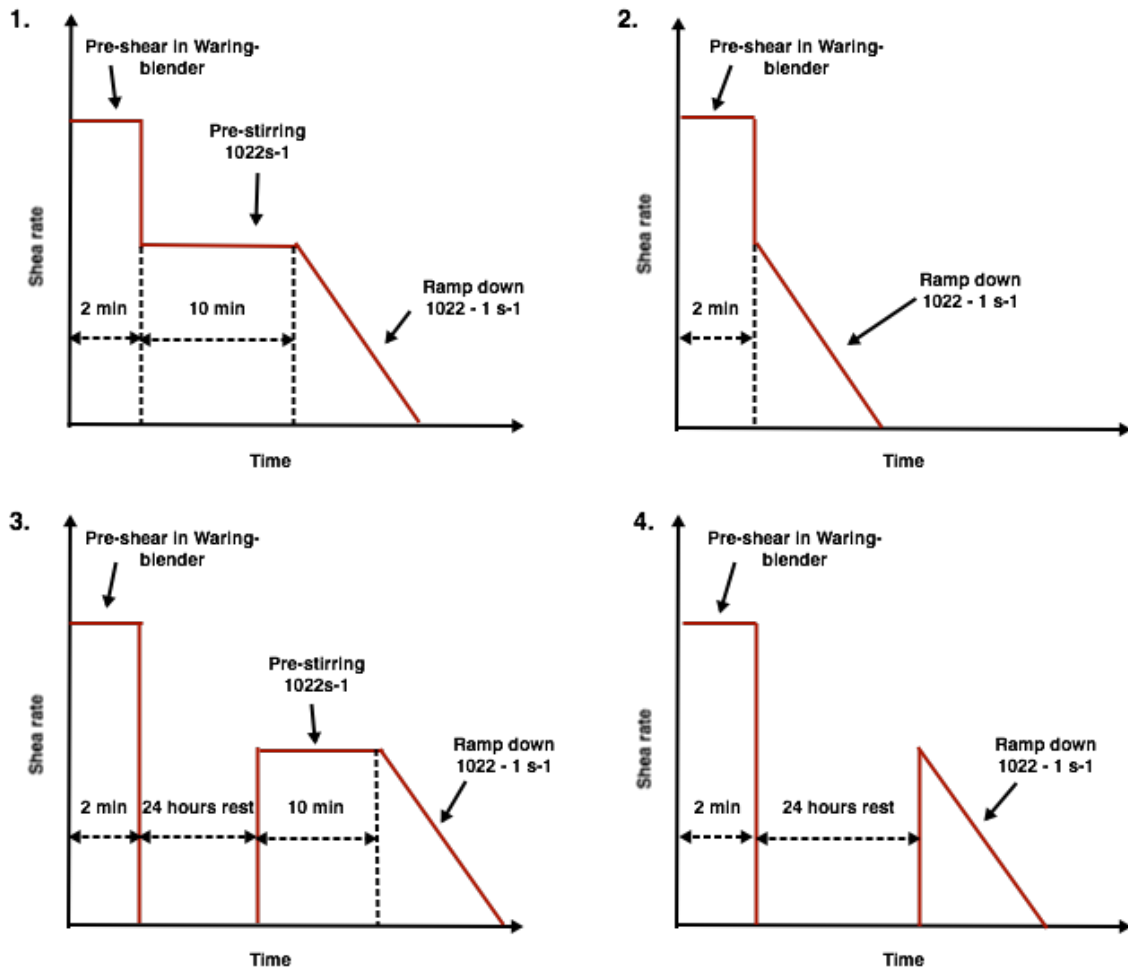 1.
Pre-shear in Waring-
blender
Pre-stirring
1022s-1
Shea rate
2 min
10 min
Ramp down
1022 - 1 s-1
Time
2.
Pre-shear in Waring-
blender
Shea rate
2 min
Ramp down
1022 - 1 s-1
Time
3.
Pre-shear in Waring-
blender
Pre-stirring
1022s-1
Shea rate
2 min
24 hours rest
10 min
Ramp down
1022 - 1 s-1
Time
4.
Pre-shear in Waring-
blender
Shea rate
2 min
24 hours rest
Ramp down
1022 - 1 s-1
Time